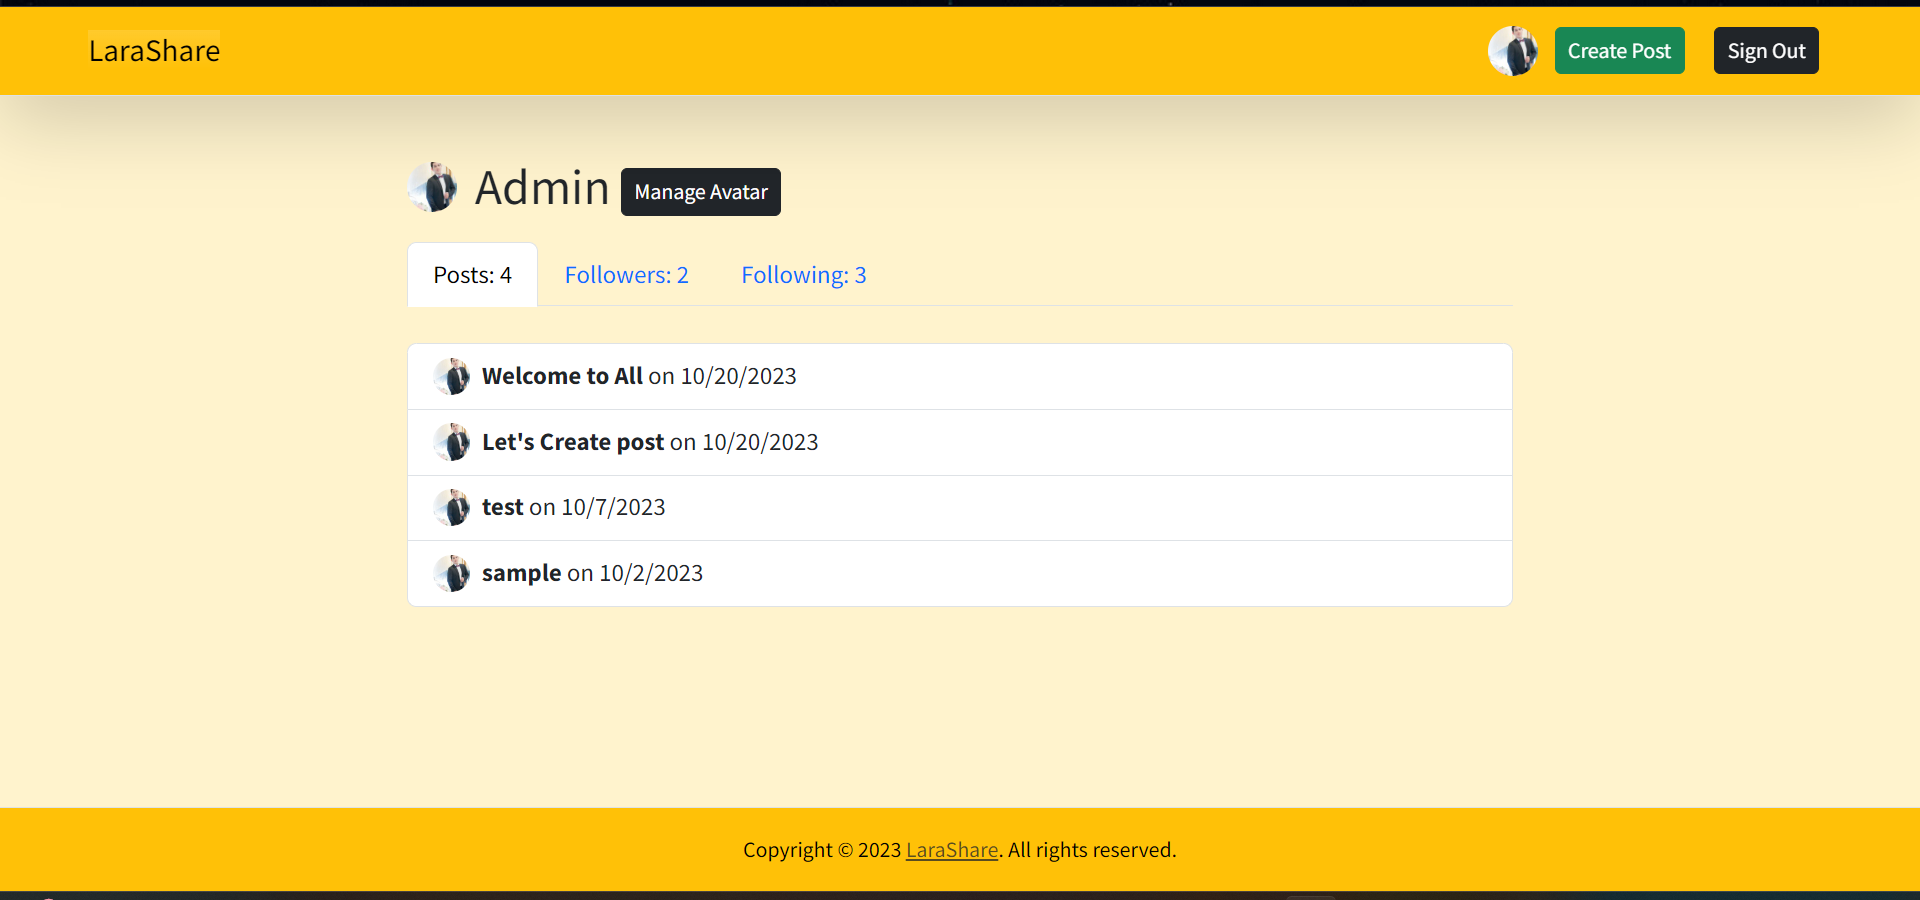 LaraShare
Create Post
Sign Out
Admin
Manage Avatar
Posts: 4
Followers: 2
Following: 3
Welcome to All on 10/20/2023
Let's Create post on 10/20/2023
test on 10/7/2023
sample on 10/2/2023
Copyright © 2023 LaraShare. All rights reserved.